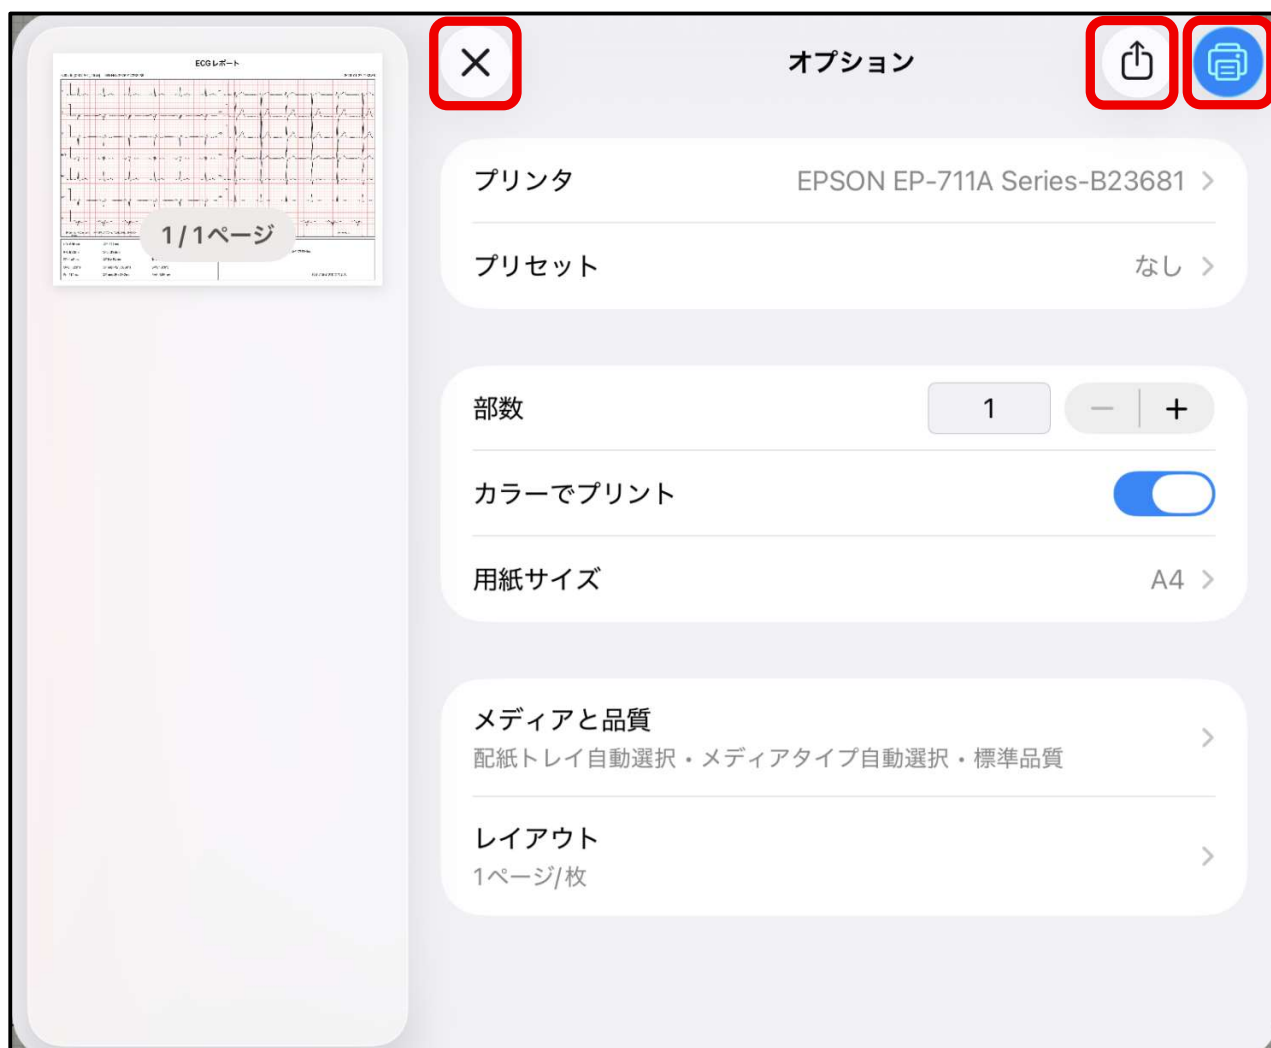 ECGレポート
1/1ページ
オプション
プリンタ EPSON EP-711A Series-B23681
プリセット なし
部数 1
カラーでプリント
用紙サイズ A4
メディアと品質
配紙トレイ自動選択・メディアタイプ自動選択・標準品質
レイアウト
1ページ/枚